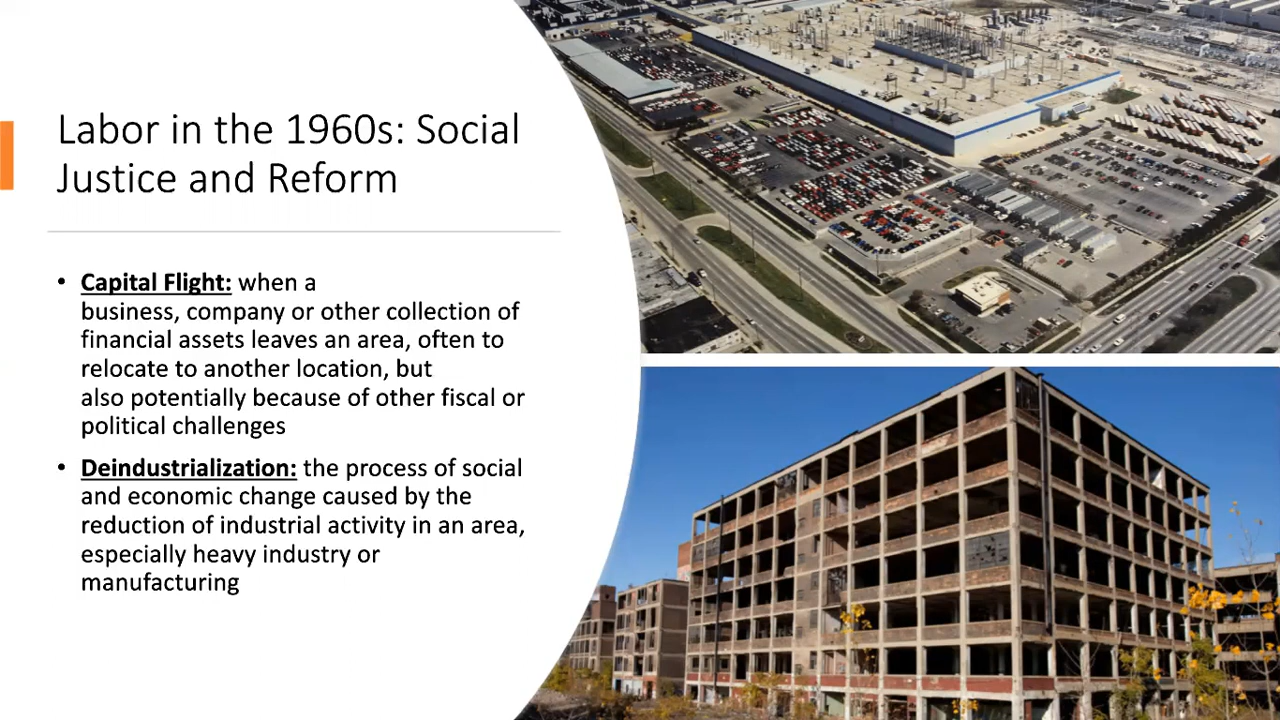 Labor in the 1960s: Social
Justice and Reform
• Capital Flight: when a
business, company or other collection of
financial assets leaves an area, often to
relocate to another location, but
also potentially because of other fiscal or
political challenges
• Deindustrialization: the process of social
and economic change caused by the
reduction of industrial activity in an area,
especially heavy industry or
manufacturing